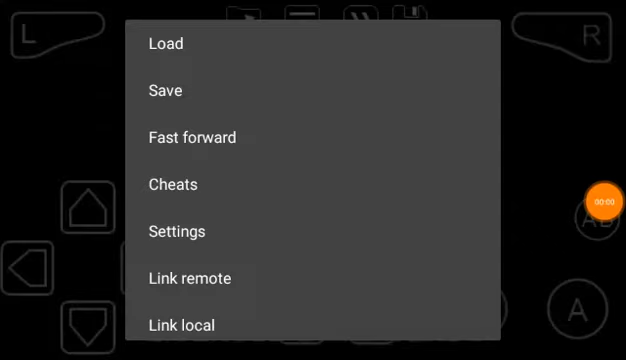 L
R
Load
Save
Fast forward
Cheats
Settings
Link remote
Link local
00:00
AB
A